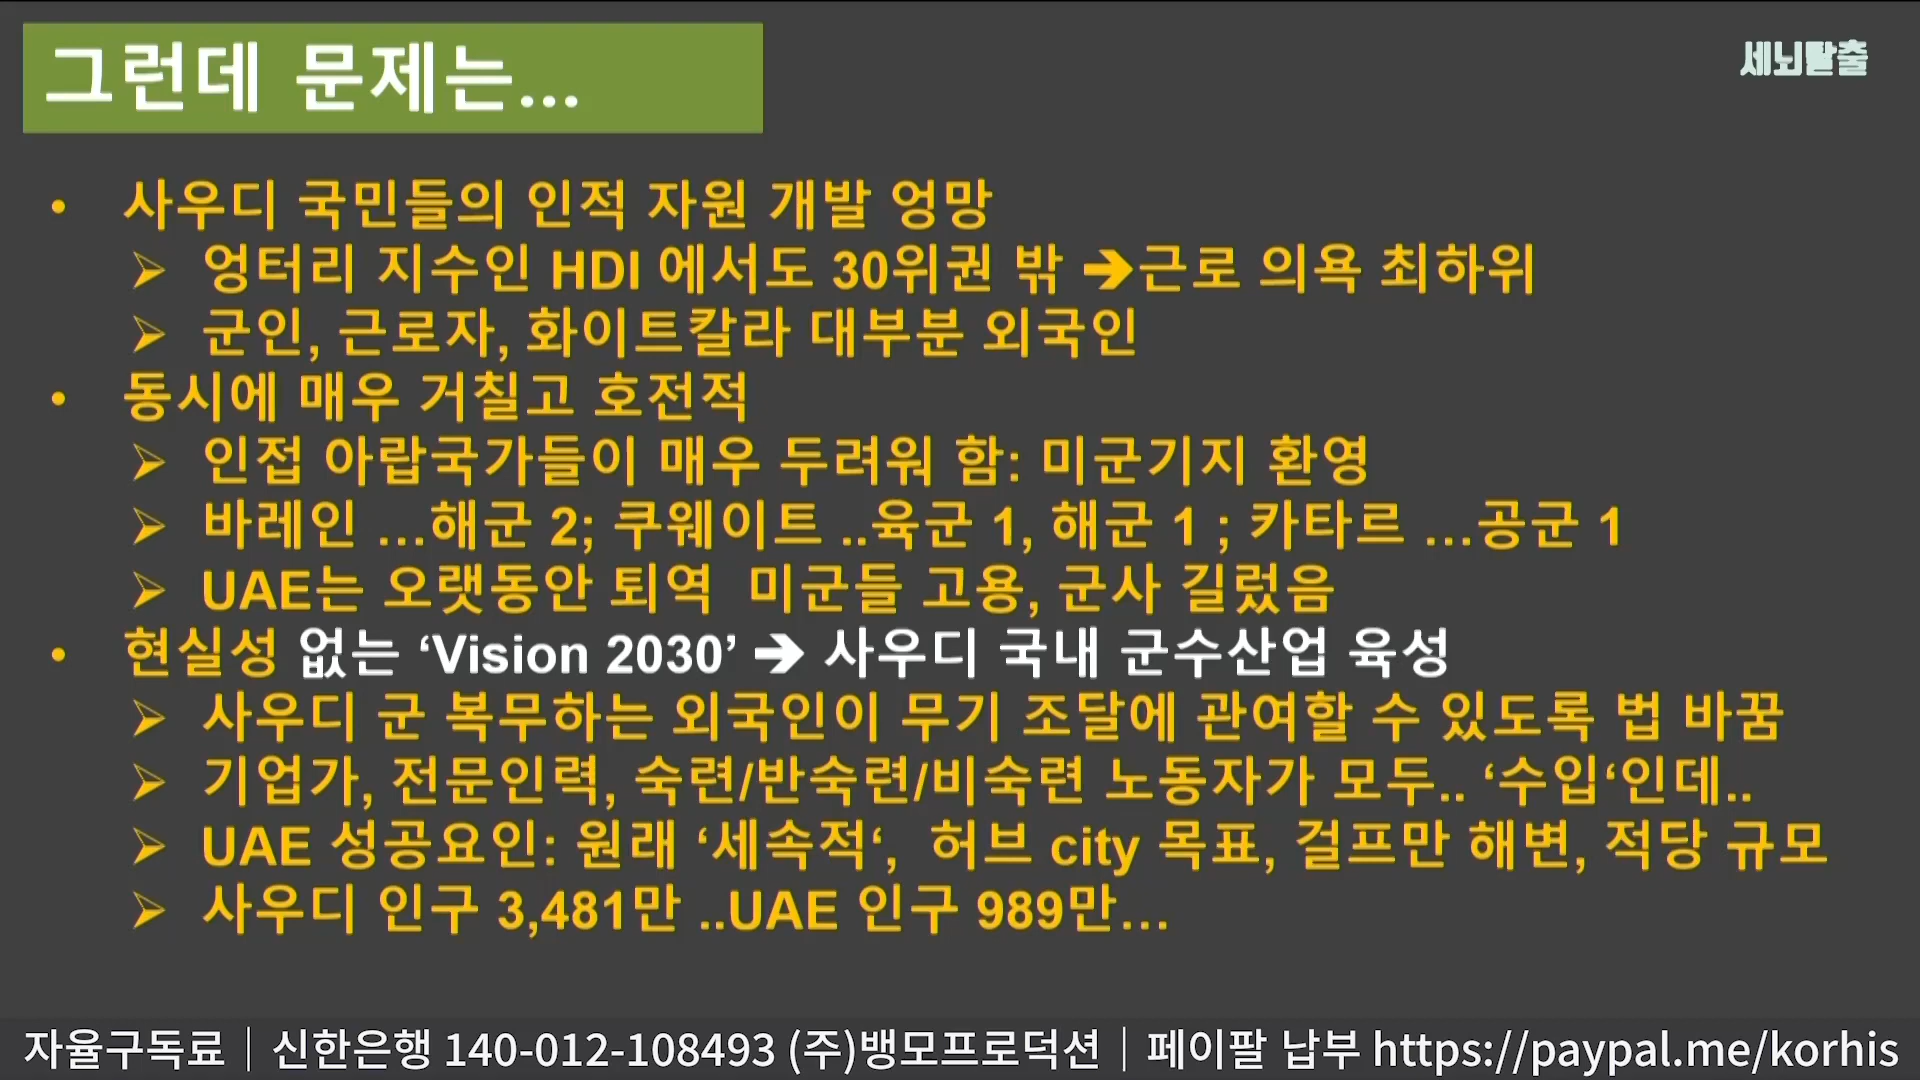 그런데 문제는...
세뇌탈출
• 사우디 국민들의 인적 자원 개발 엉망
➢ 엉터리 지수인 HDI 에서도 30위권 밖 ➔근로 의욕 최하위
➢ 군인, 근로자, 화이트칼라 대부분 외국인
• 동시에 매우 거칠고 호전적
➢ 인접 아랍국가들이 매우 두려워 함: 미군기지 환영
➢ 바레인 …해군 2; 쿠웨이트 ..육군 1, 해군 1 ; 카타르 …공군 1
➢ UAE는 오랫동안 퇴역 미군들 고용, 군사 길렀음
• 현실성 없는 ‘Vision 2030’ ➔ 사우디 국내 군수산업 육성
➢ 사우디 군 복무하는 외국인이 무기 조달에 관여할 수 있도록 법 바꿈
➢ 기업가, 전문인력, 숙련/반숙련/비숙련 노동자가 모두.. ‘수입‘인데..
➢ UAE 성공요인: 원래 ‘세속적‘, 허브 city 목표, 걸프만 해변, 적당 규모
➢ 사우디 인구 3,481만 ..UAE 인구 989만…
자율구독료｜신한은행 140-012-108493 (주)뱅모프로덕션｜페이팔 납부 https://paypal.me/korhis